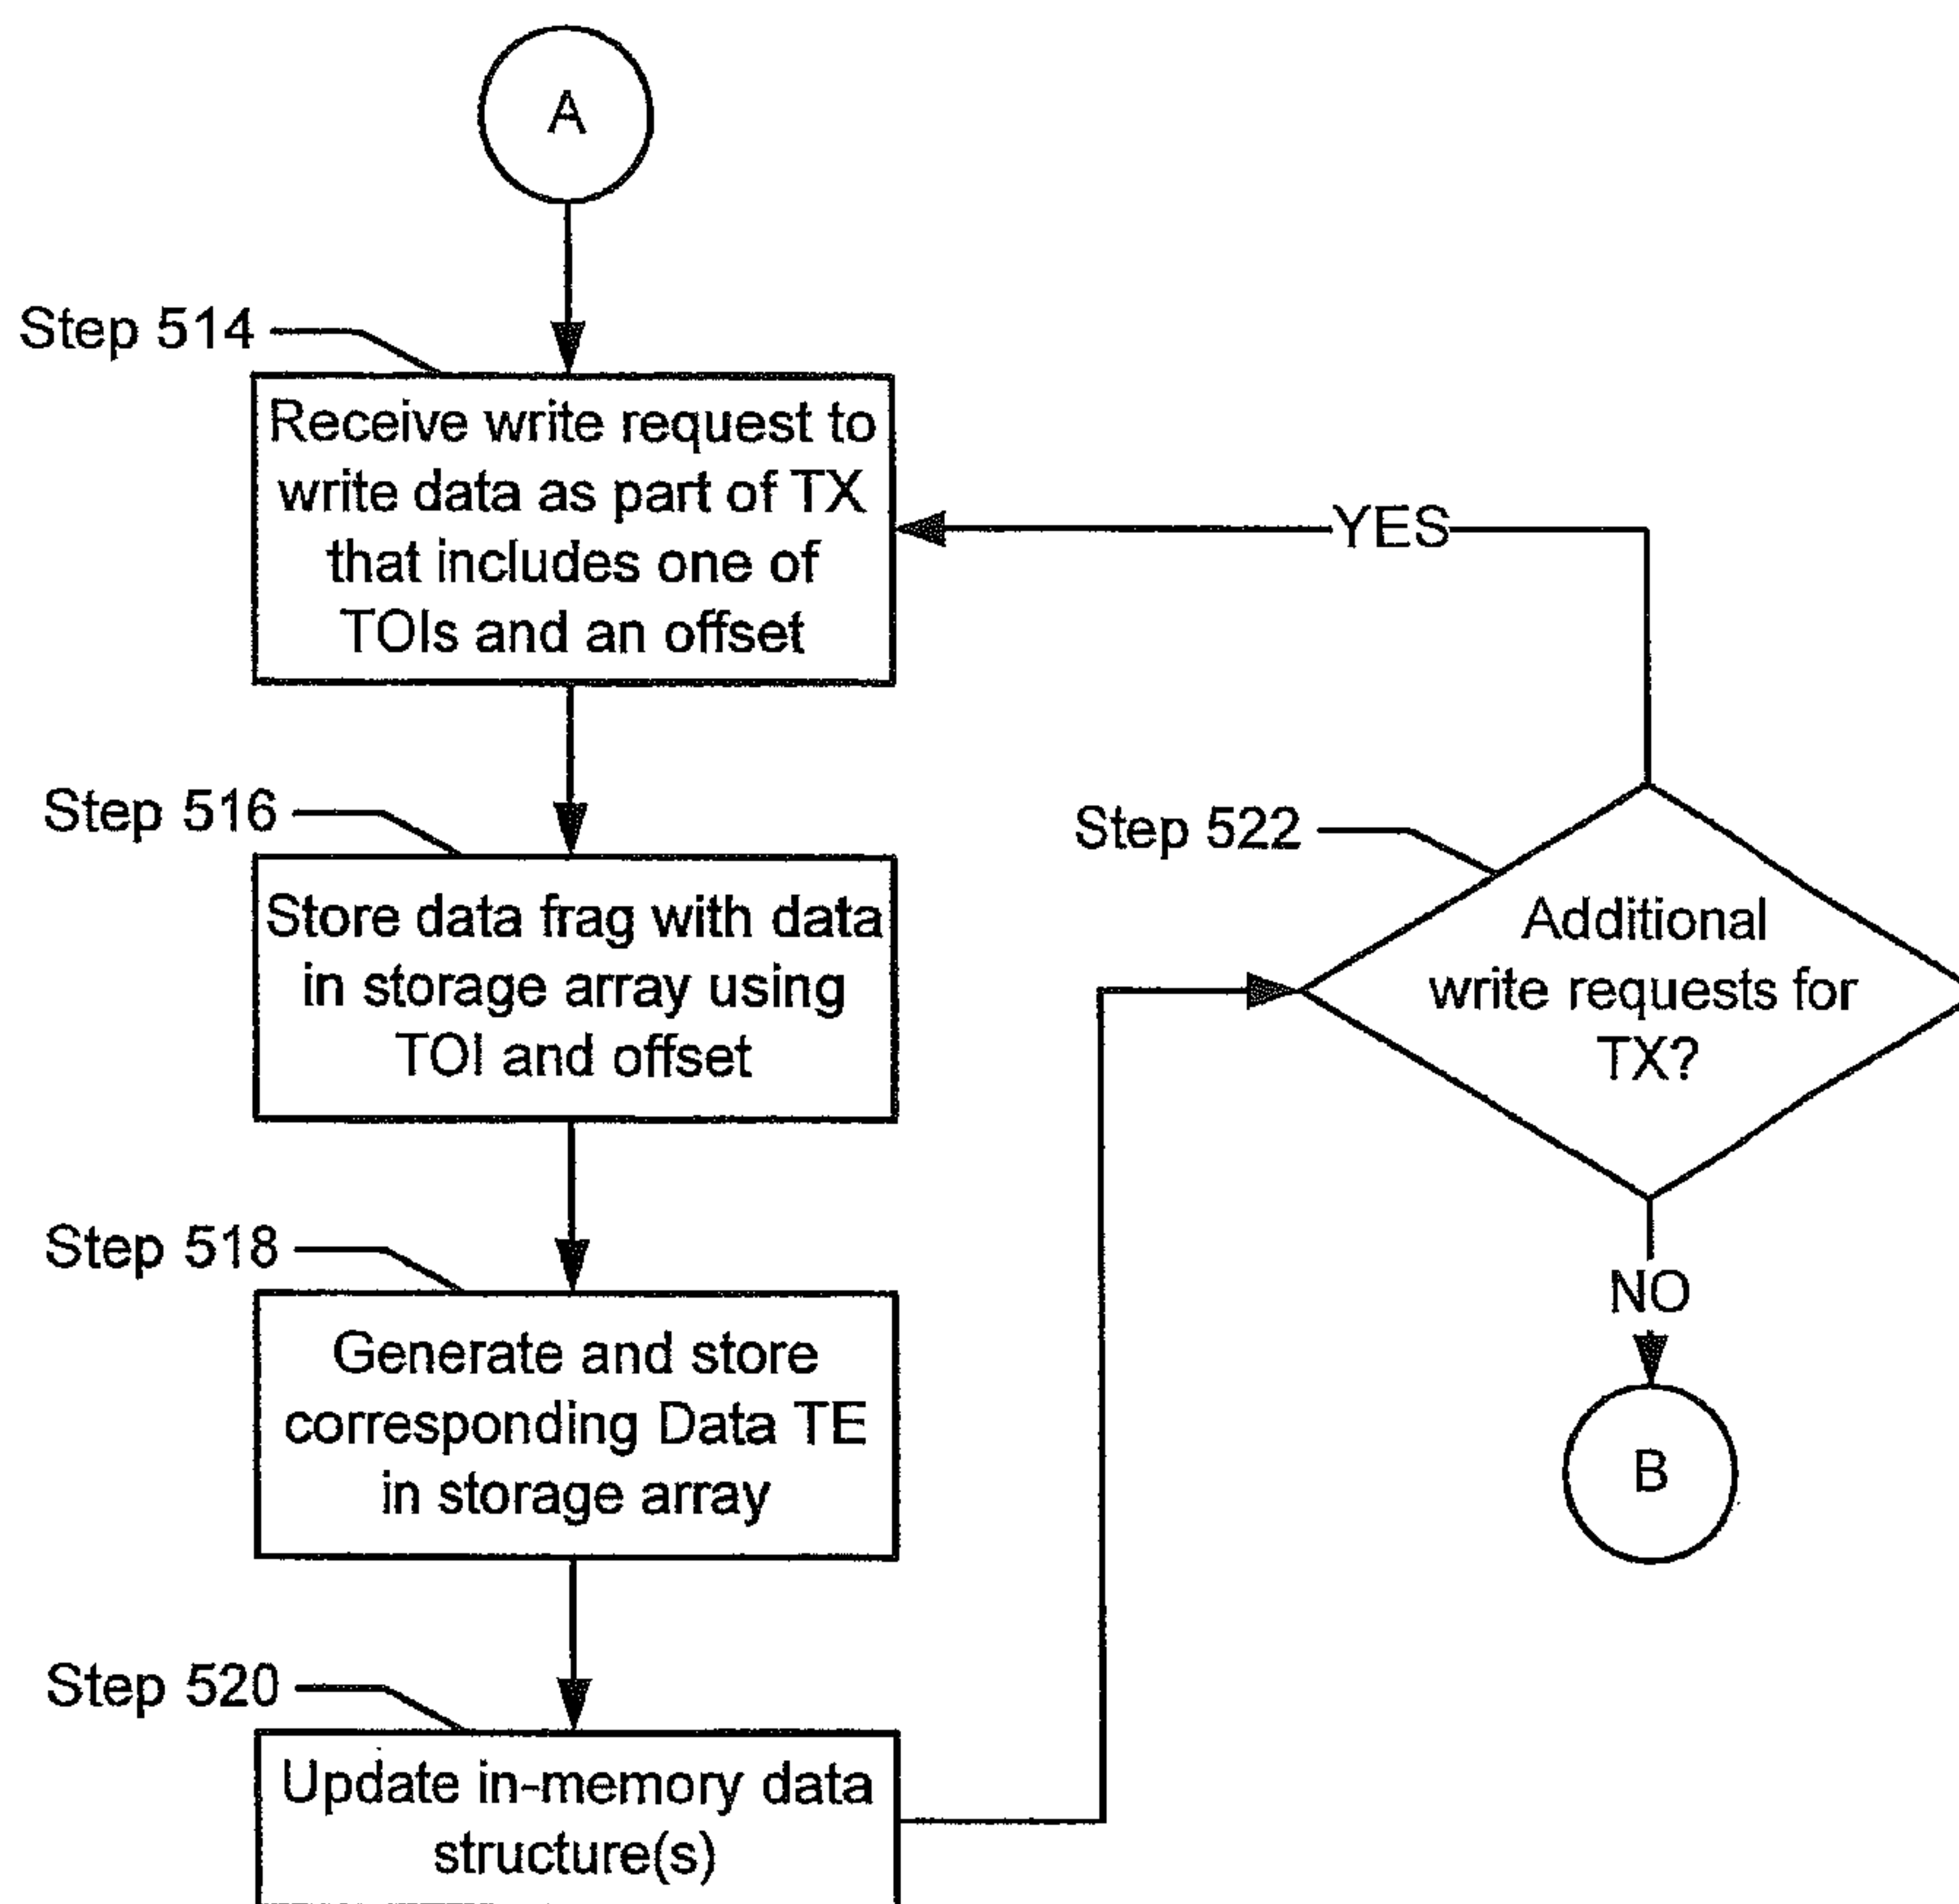 A
Step 514
Receive write request to
write data as part of TX
that includes one of
TOIs and an offset
YES
Step 516
Store data frag with data
in storage array using
TOI and offset
Step 522
Additional
write requests for
TX?
Step 518
Generate and store
corresponding Data TE
in storage array
NO
B
Step 520
Update in-memory data
structure(s)